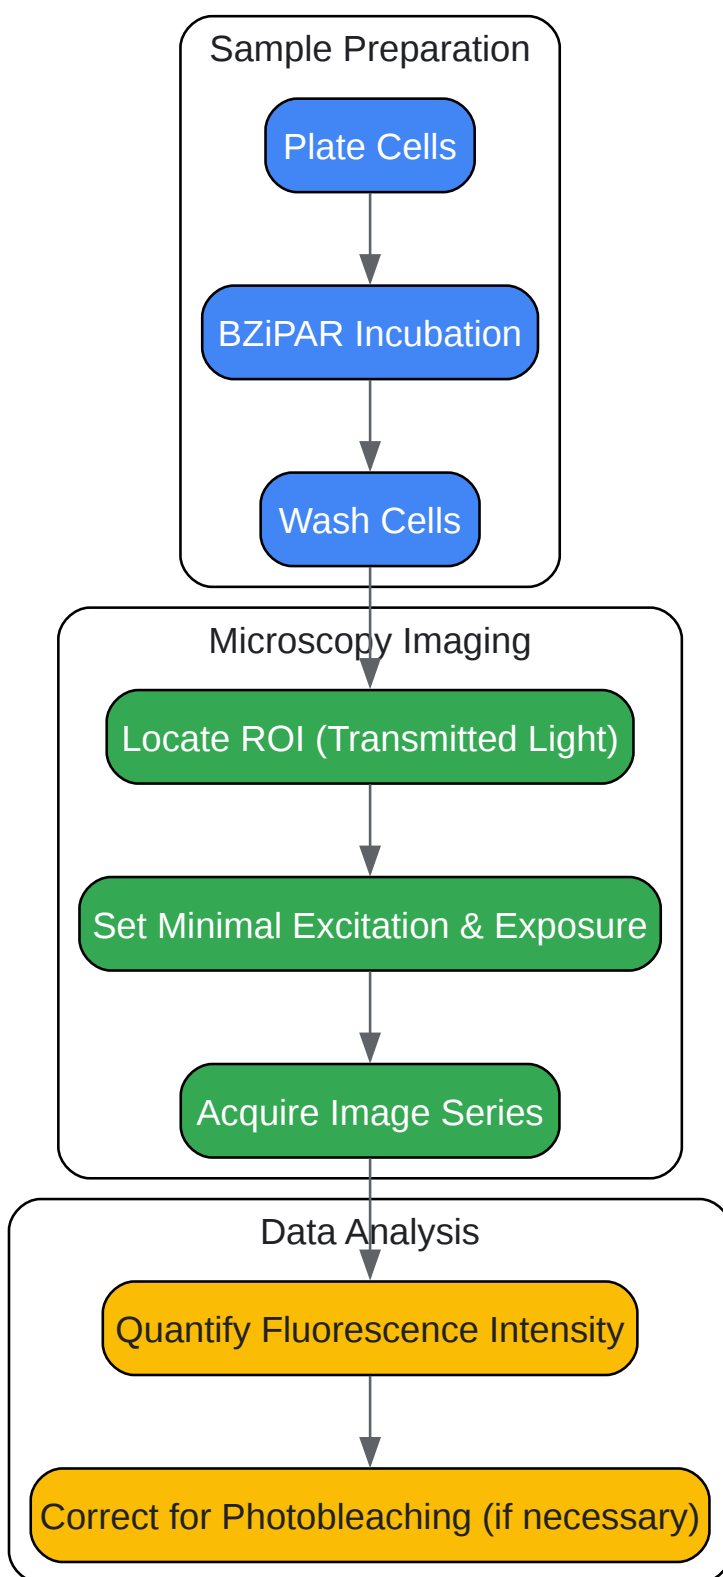 Sample Preparation
Plate Cells
BZiPAR Incubation
Wash Cells
Microscopy Imaging
Locate ROI (Transmitted Light)
Set Minimal Excitation & Exposure
Acquire Image Series
Data Analysis
Quantify Fluorescence Intensity
Correct for Photobleaching (if necessary)